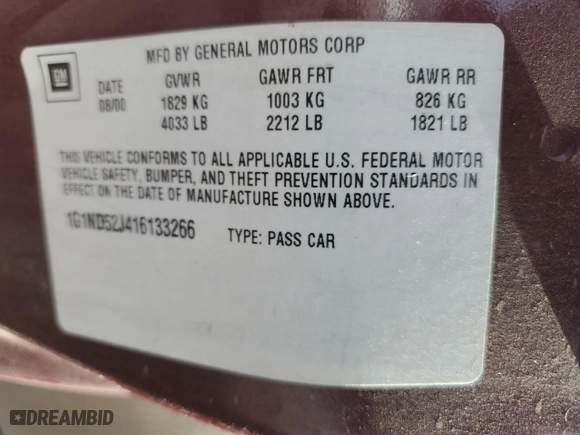 GM
MFD BY GENERAL MOTORS CORP
DATE GVWR GAWR FRT GAWR RR
08/00 1829 KG 1003 KG 826 KG
4033 LB 2212 LB 1821 LB
THIS VEHICLE CONFORMS TO ALL APPLICABLE U.S. FEDERAL MOTOR
VEHICLE SAFETY, BUMPER, AND THEFT PREVENTION STANDARDS IN
EFFECT ON THE DATE OF MANUFACTURE SHOWN ABOVE.
1G1ND52J416133266 TYPE: PASS CAR
DREAMBID